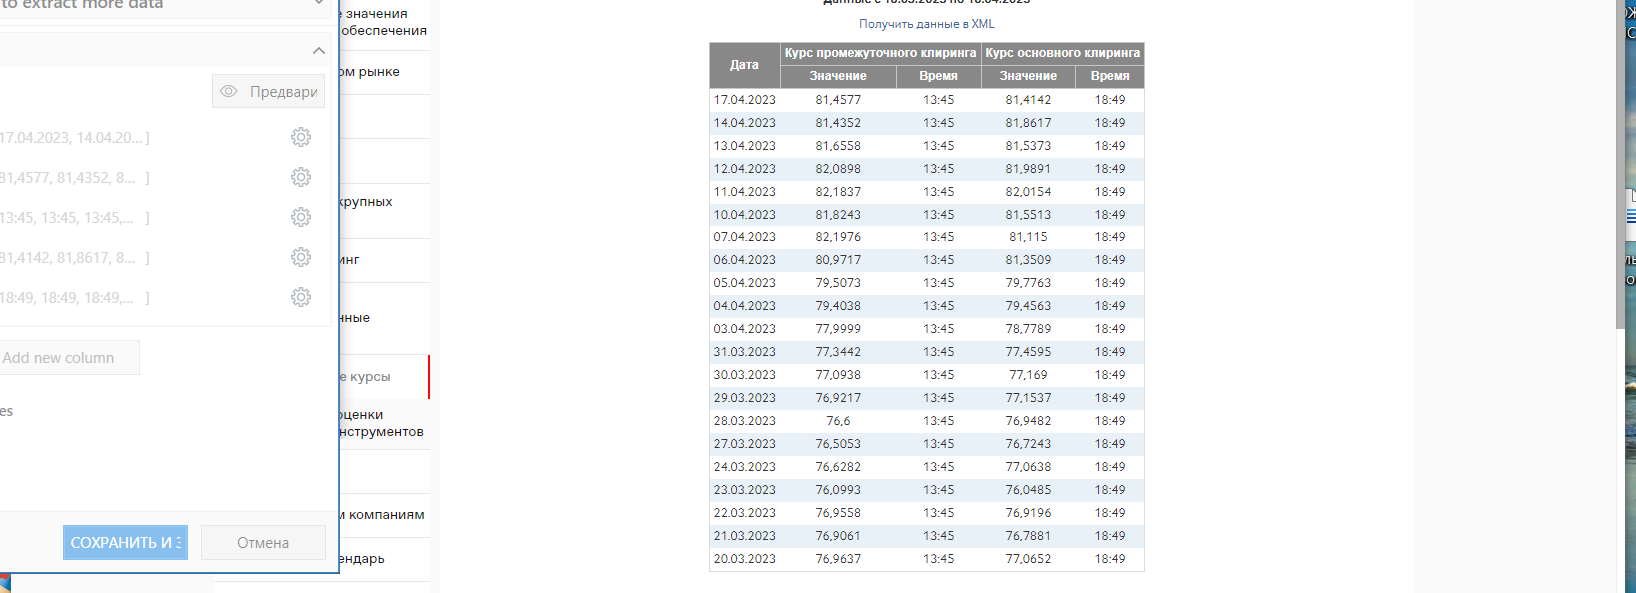 to extract more data
Предвари
17.04.2023, 14.04.20... ]
81,4577, 81,4352, 8... ]
13:45, 13:45, 13:45,... ]
81,4142, 81,8617, 8... ]
18:49, 18:49, 18:49,... ]
Add new column
es
СОХРАНИТЬ И З
Отмена
е значения
обеспечения
ом рынке
крупных
инг
нные
е курсы
оценки
нструментов
м компаниям
ендарь
Получить данные в XML
Дата Курс промежуточного клиринга Курс основного клиринга
Значение Время Значение Время
17.04.2023 81,4577 13:45 81,4142 18:49
14.04.2023 81,4352 13:45 81,8617 18:49
13.04.2023 81,6558 13:45 81,5373 18:49
12.04.2023 82,0898 13:45 81,9891 18:49
11.04.2023 82,1837 13:45 82,0154 18:49
10.04.2023 81,8243 13:45 81,5513 18:49
07.04.2023 82,1976 13:45 81,115 18:49
06.04.2023 80,9717 13:45 81,3509 18:49
05.04.2023 79,5073 13:45 79,7763 18:49
04.04.2023 79,4038 13:45 79,4563 18:49
03.04.2023 77,9999 13:45 78,7789 18:49
31.03.2023 77,3442 13:45 77,4595 18:49
30.03.2023 77,0938 13:45 77,169 18:49
29.03.2023 76,9217 13:45 77,1537 18:49
28.03.2023 76,6 13:45 76,9482 18:49
27.03.2023 76,5053 13:45 76,7243 18:49
24.03.2023 76,6282 13:45 77,0638 18:49
23.03.2023 76,0993 13:45 76,0485 18:49
22.03.2023 76,9558 13:45 76,9196 18:49
21.03.2023 76,9061 13:45 76,7881 18:49
20.03.2023 76,9637 13:45 77,0652 18:49